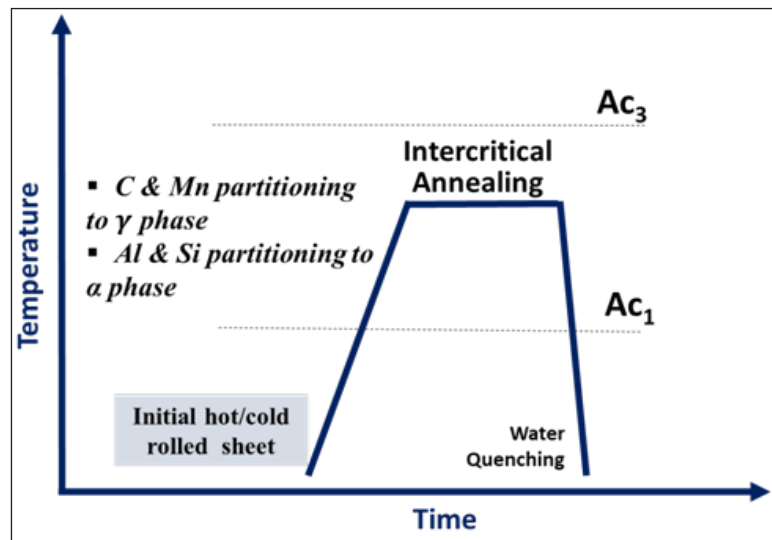 Ac₃
Intercritical
Annealing
▪ C & Mn partitioning
to γ phase
▪ Al & Si partitioning to
α phase
Temperature
Ac₁
Initial hot/cold
rolled sheet
Water
Quenching
Time